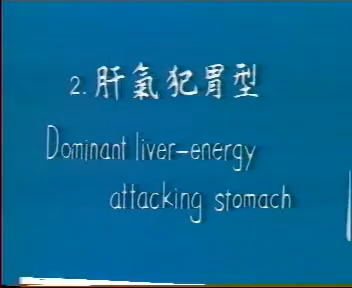 2. 肝氣犯胃型
Dominant liver-energy
attacking stomach